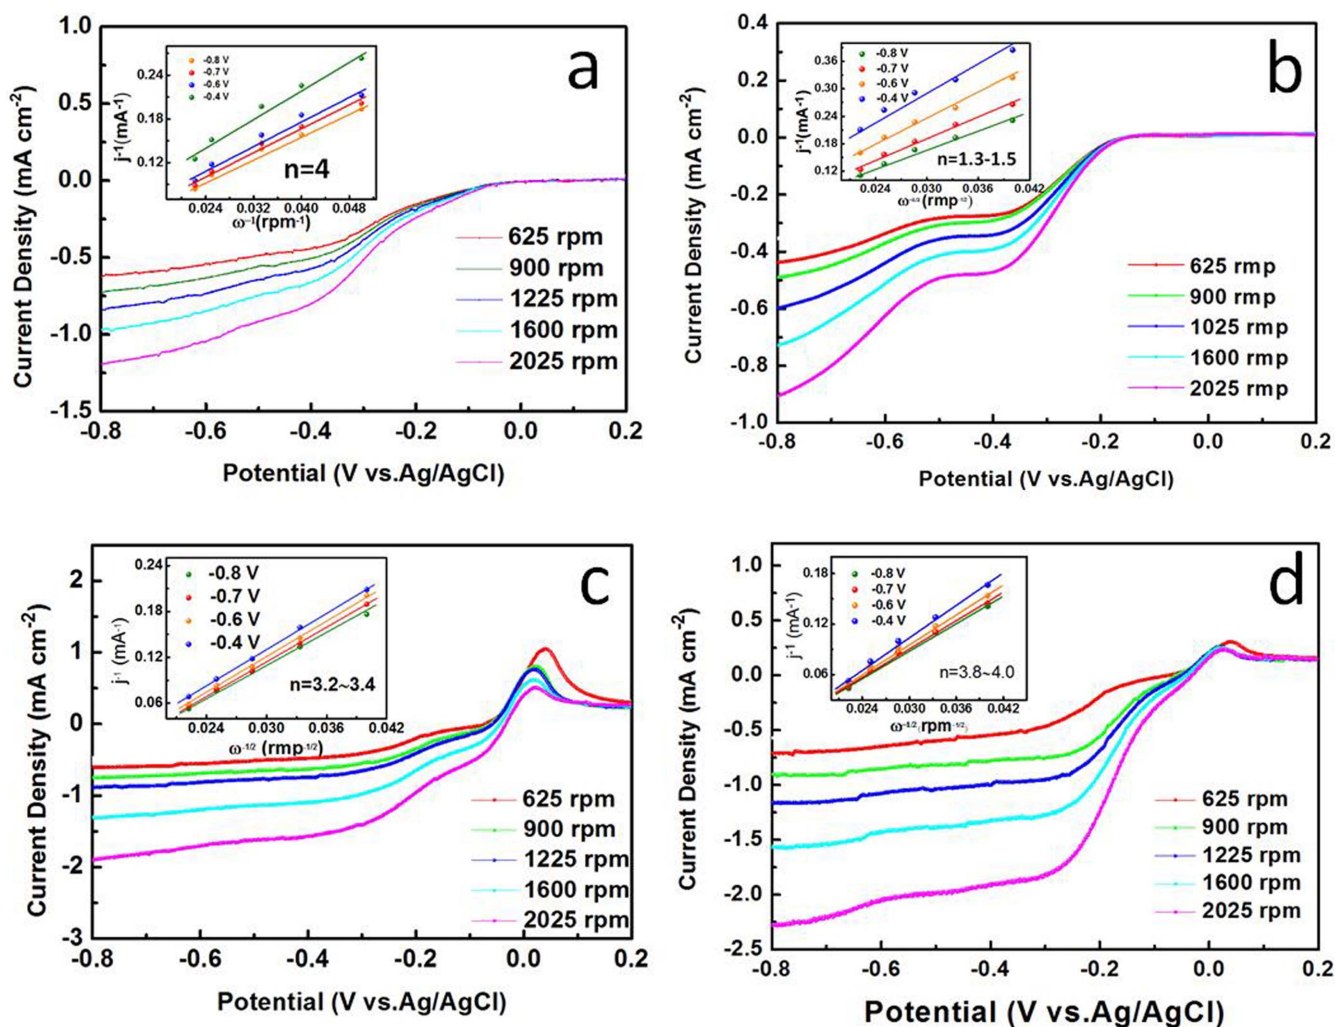 a
1.0
0.5
0.0
-0.5
-1.0
-1.5
-0.8 -0.6 -0.4 -0.2 0.0 0.2
Current Density (mA cm-2)
Potential (V vs.Ag/AgCl)
-0.8 V
-0.7 V
-0.6 V
-0.4 V
0.24
0.18
0.12
0.024 0.032 0.040 0.048
j-1(mA-1)
ω-1(rpm-1)
n=4
625 rpm
900 rpm
1225 rpm
1600 rpm
2025 rpm
b
0.4
0.2
0.0
-0.2
-0.4
-0.6
-0.8
-1.0
-0.8 -0.6 -0.4 -0.2 0.0 0.2
Current Density (mA cm-2)
Potential (V vs.Ag/AgCl)
-0.8 V
-0.7 V
-0.6 V
-0.4 V
0.36
0.30
0.24
0.18
0.12
0.024 0.030 0.036 0.042
j-1(mA-1)
ω-1/2 (rmp-1/2)
n=1.3-1.5
625 rmp
900 rmp
1025 rmp
1600 rmp
2025 rmp
c
2
1
0
-1
-2
-3
-0.8 -0.6 -0.4 -0.2 0.0 0.2
Current Density (mA cm-2)
Potential (V vs.Ag/AgCl)
-0.8 V
-0.7 V
-0.6 V
-0.4 V
0.24
0.18
0.12
0.06
0.024 0.030 0.036 0.042
j-1 (mA-1)
ω-1/2 (rmp-1/2)
n=3.2~3.4
625 rpm
900 rpm
1225 rpm
1600 rpm
2025 rpm
d
1.0
0.5
0.0
-0.5
-1.0
-1.5
-2.0
-2.5
-0.8 -0.6 -0.4 -0.2 0.0 0.2
Current Density (mA cm-2)
Potential (V vs.Ag/AgCl)
-0.8 V
-0.7 V
-0.6 V
-0.4 V
0.18
0.12
0.06
0.024 0.030 0.036 0.042
j-1 (mA-1)
ω-1/2(rpm-1/2)
n=3.8~4.0
625 rpm
900 rpm
1225 rpm
1600 rpm
2025 rpm